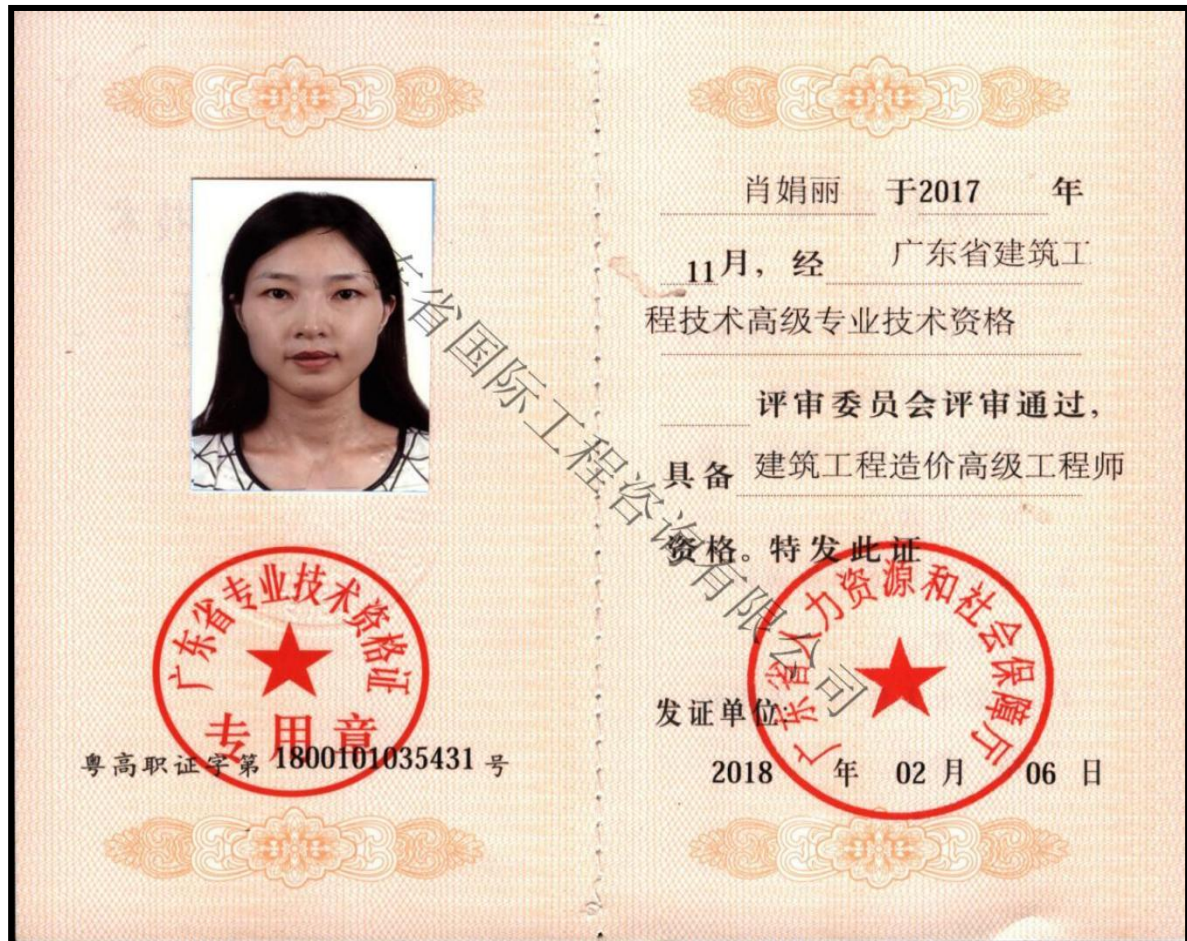 广东省专业技术资格证
专用章
粤高职证字第 1800101035431 号
肖娟丽 于2017 年
11月，经 广东省建筑工
程技术高级专业技术资格
评审委员会评审通过，
具备 建筑工程造价高级工程师
资格。特发此证
广东省人力资源和社会保障厅
发证单位：
2018 年 02 月 06 日
东省国际工程咨询有限公司